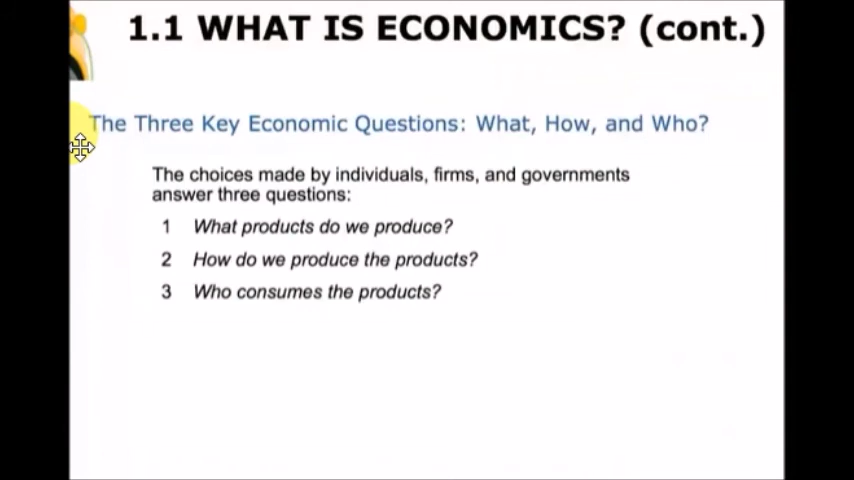 1.1 WHAT IS ECONOMICS? (cont.)
The Three Key Economic Questions: What, How, and Who?
The choices made by individuals, firms, and governments
answer three questions:
1 What products do we produce?
2 How do we produce the products?
3 Who consumes the products?